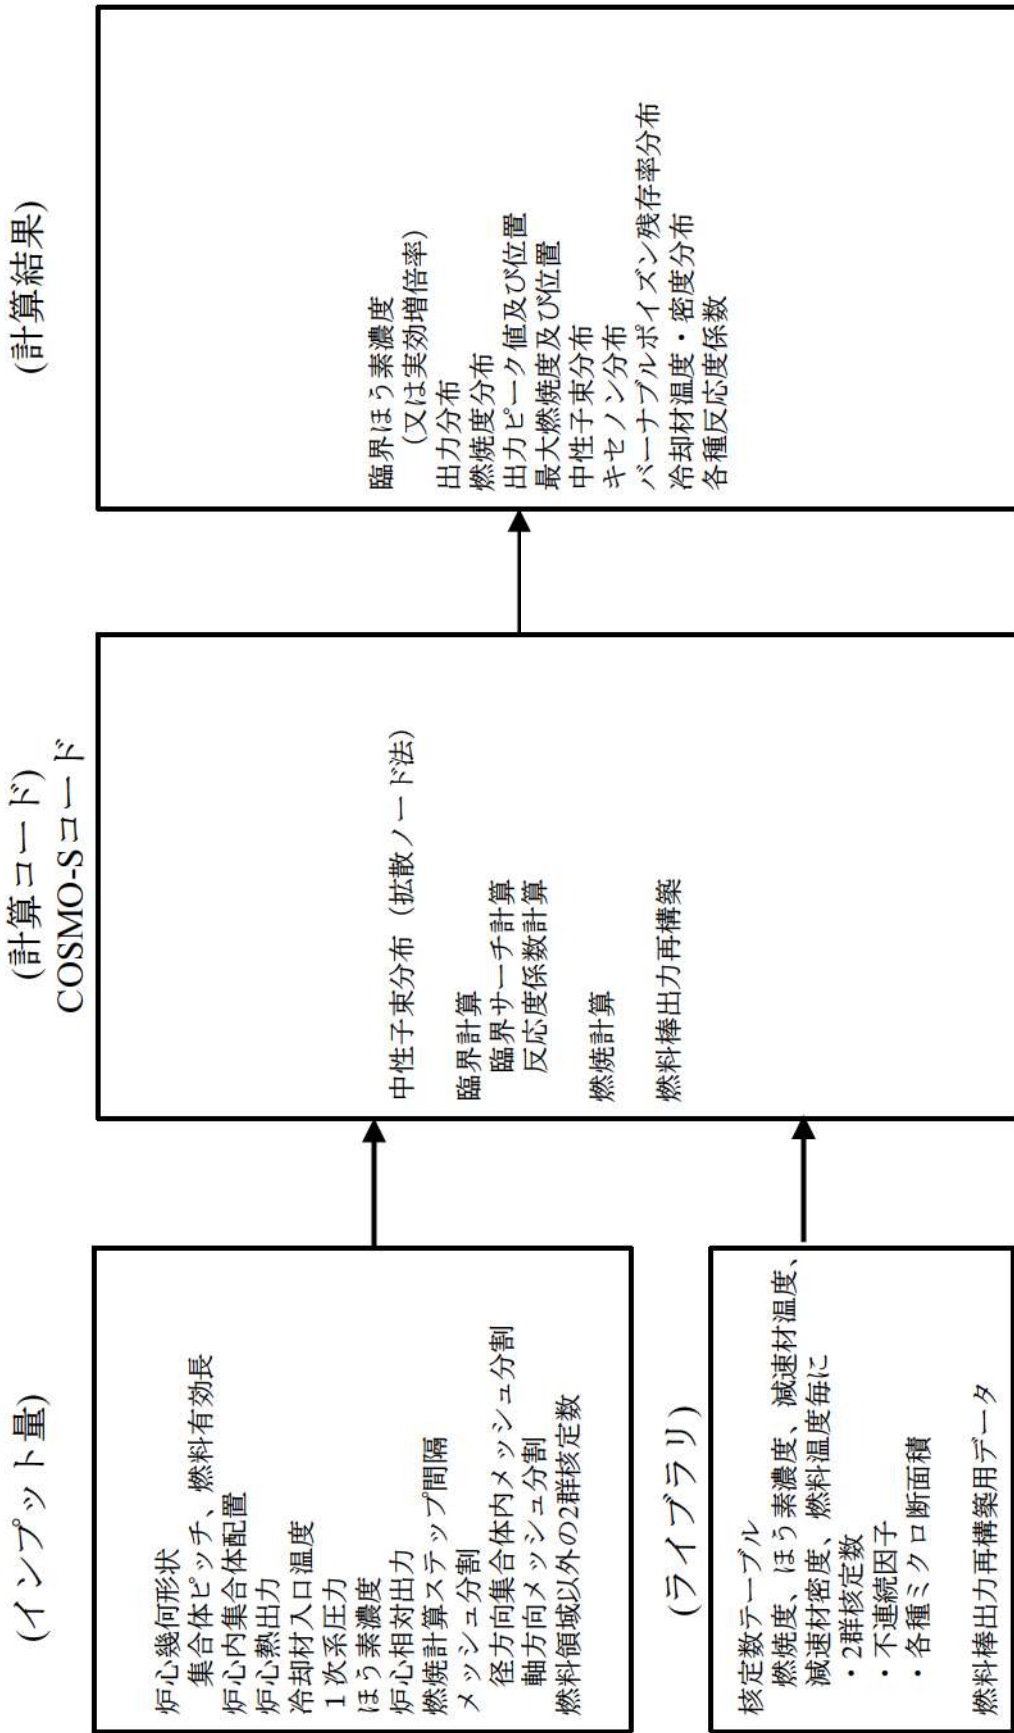 (インプット量)
炉心幾何形状
集合体ピッチ、燃料有効長
炉心内集合体配置
炉心熱出力
冷却材入口温度
1次系圧力
ほう素濃度
炉心相対出力
燃焼計算ステップ間隔
メッシュ分割
径方向集合体内メッシュ分割
軸方向メッシュ分割
燃料領域以外の2群核定数
(ライブラリ)
核定数テーブル
燃焼度、ほう素濃度、減速材温度、
減速材密度、燃料温度毎に
・2群核定数
・不連続因子
・各種ミクロ断面積
燃料棒出力再構築用データ
(計算コード)
COSMO-Sコード
中性子束分布（拡散ノード法）
臨界計算
臨界サーチ計算
反応度係数計算
燃焼計算
燃料棒出力再構築
(計算結果)
臨界ほう素濃度
（又は実効増倍率）
出力分布
燃焼度分布
出力ピーク値及び位置
最大燃焼度及び位置
中性子束分布
キセノン分布
バーナブルポイズン残存率分布
冷却材温度・密度分布
各種反応度係数